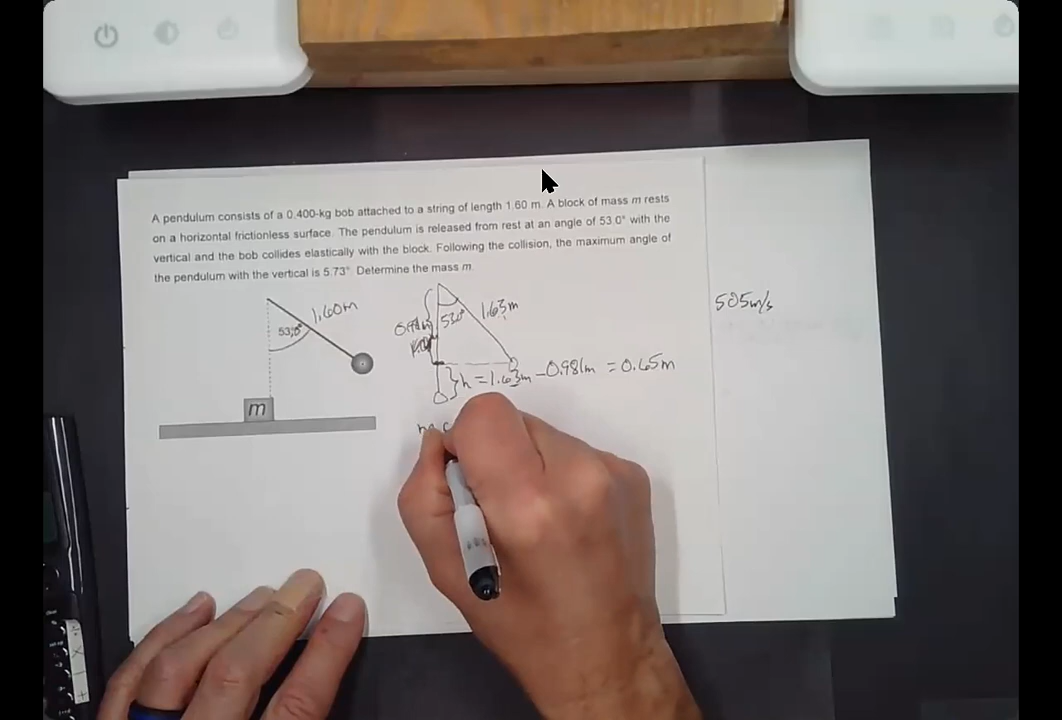 A pendulum consists of a 0.400-kg bob attached to a string of length 1.60 m. A block of mass m rests
on a horizontal frictionless surface. The pendulum is released from rest at an angle of 53.0° with the
vertical and the bob collides elastically with the block. Following the collision, the maximum angle of
the pendulum with the vertical is 5.73°. Determine the mass m.
1.60m
53.0°
m
53.0°
1.63m
h = 1.63m - 0.981m = 0.65m
505m/s